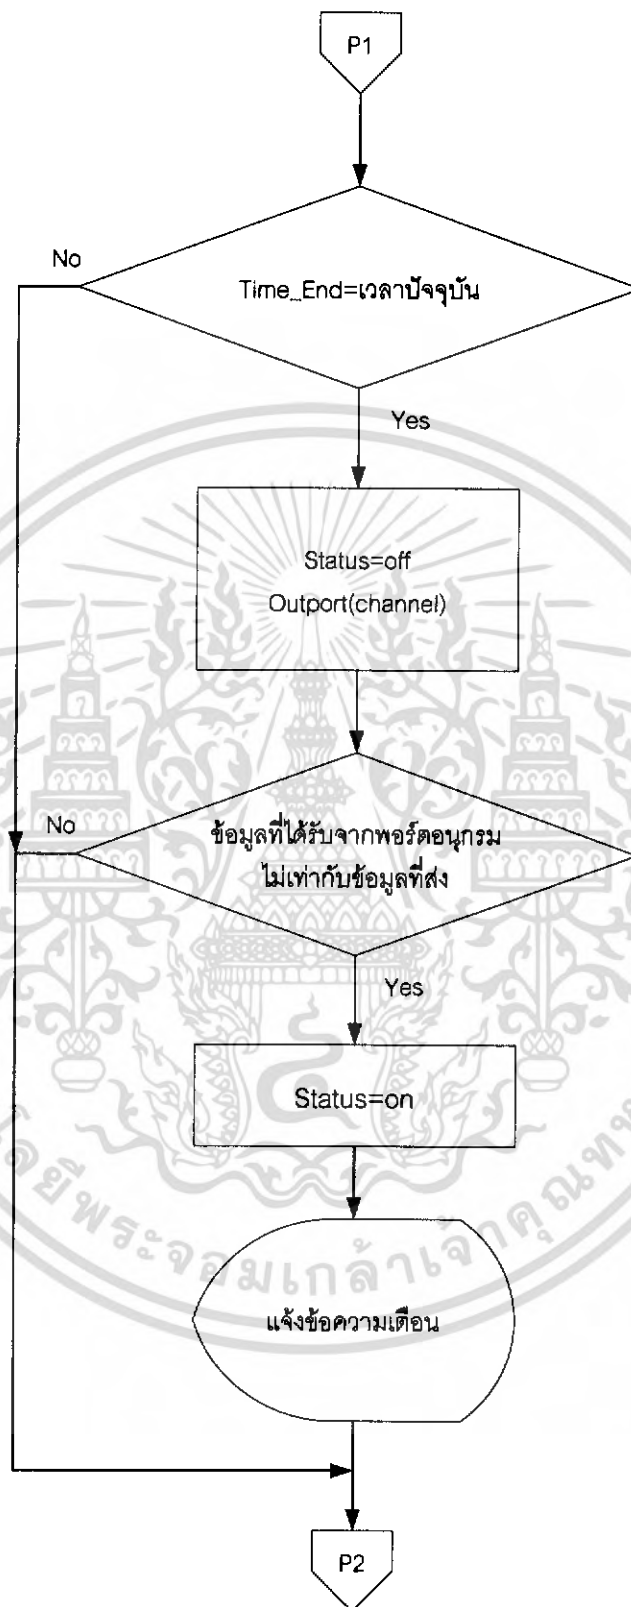 P1
No
Time_End=เวลาปัจจุบัน
Yes
Status=off
Outport(channel)
No
ข้อมูลที่ได้รับจากพอร์ตอนุกรม
ไม่เท่ากับข้อมูลที่ส่ง
Yes
Status=on
แจ้งข้อความเตือน
P2